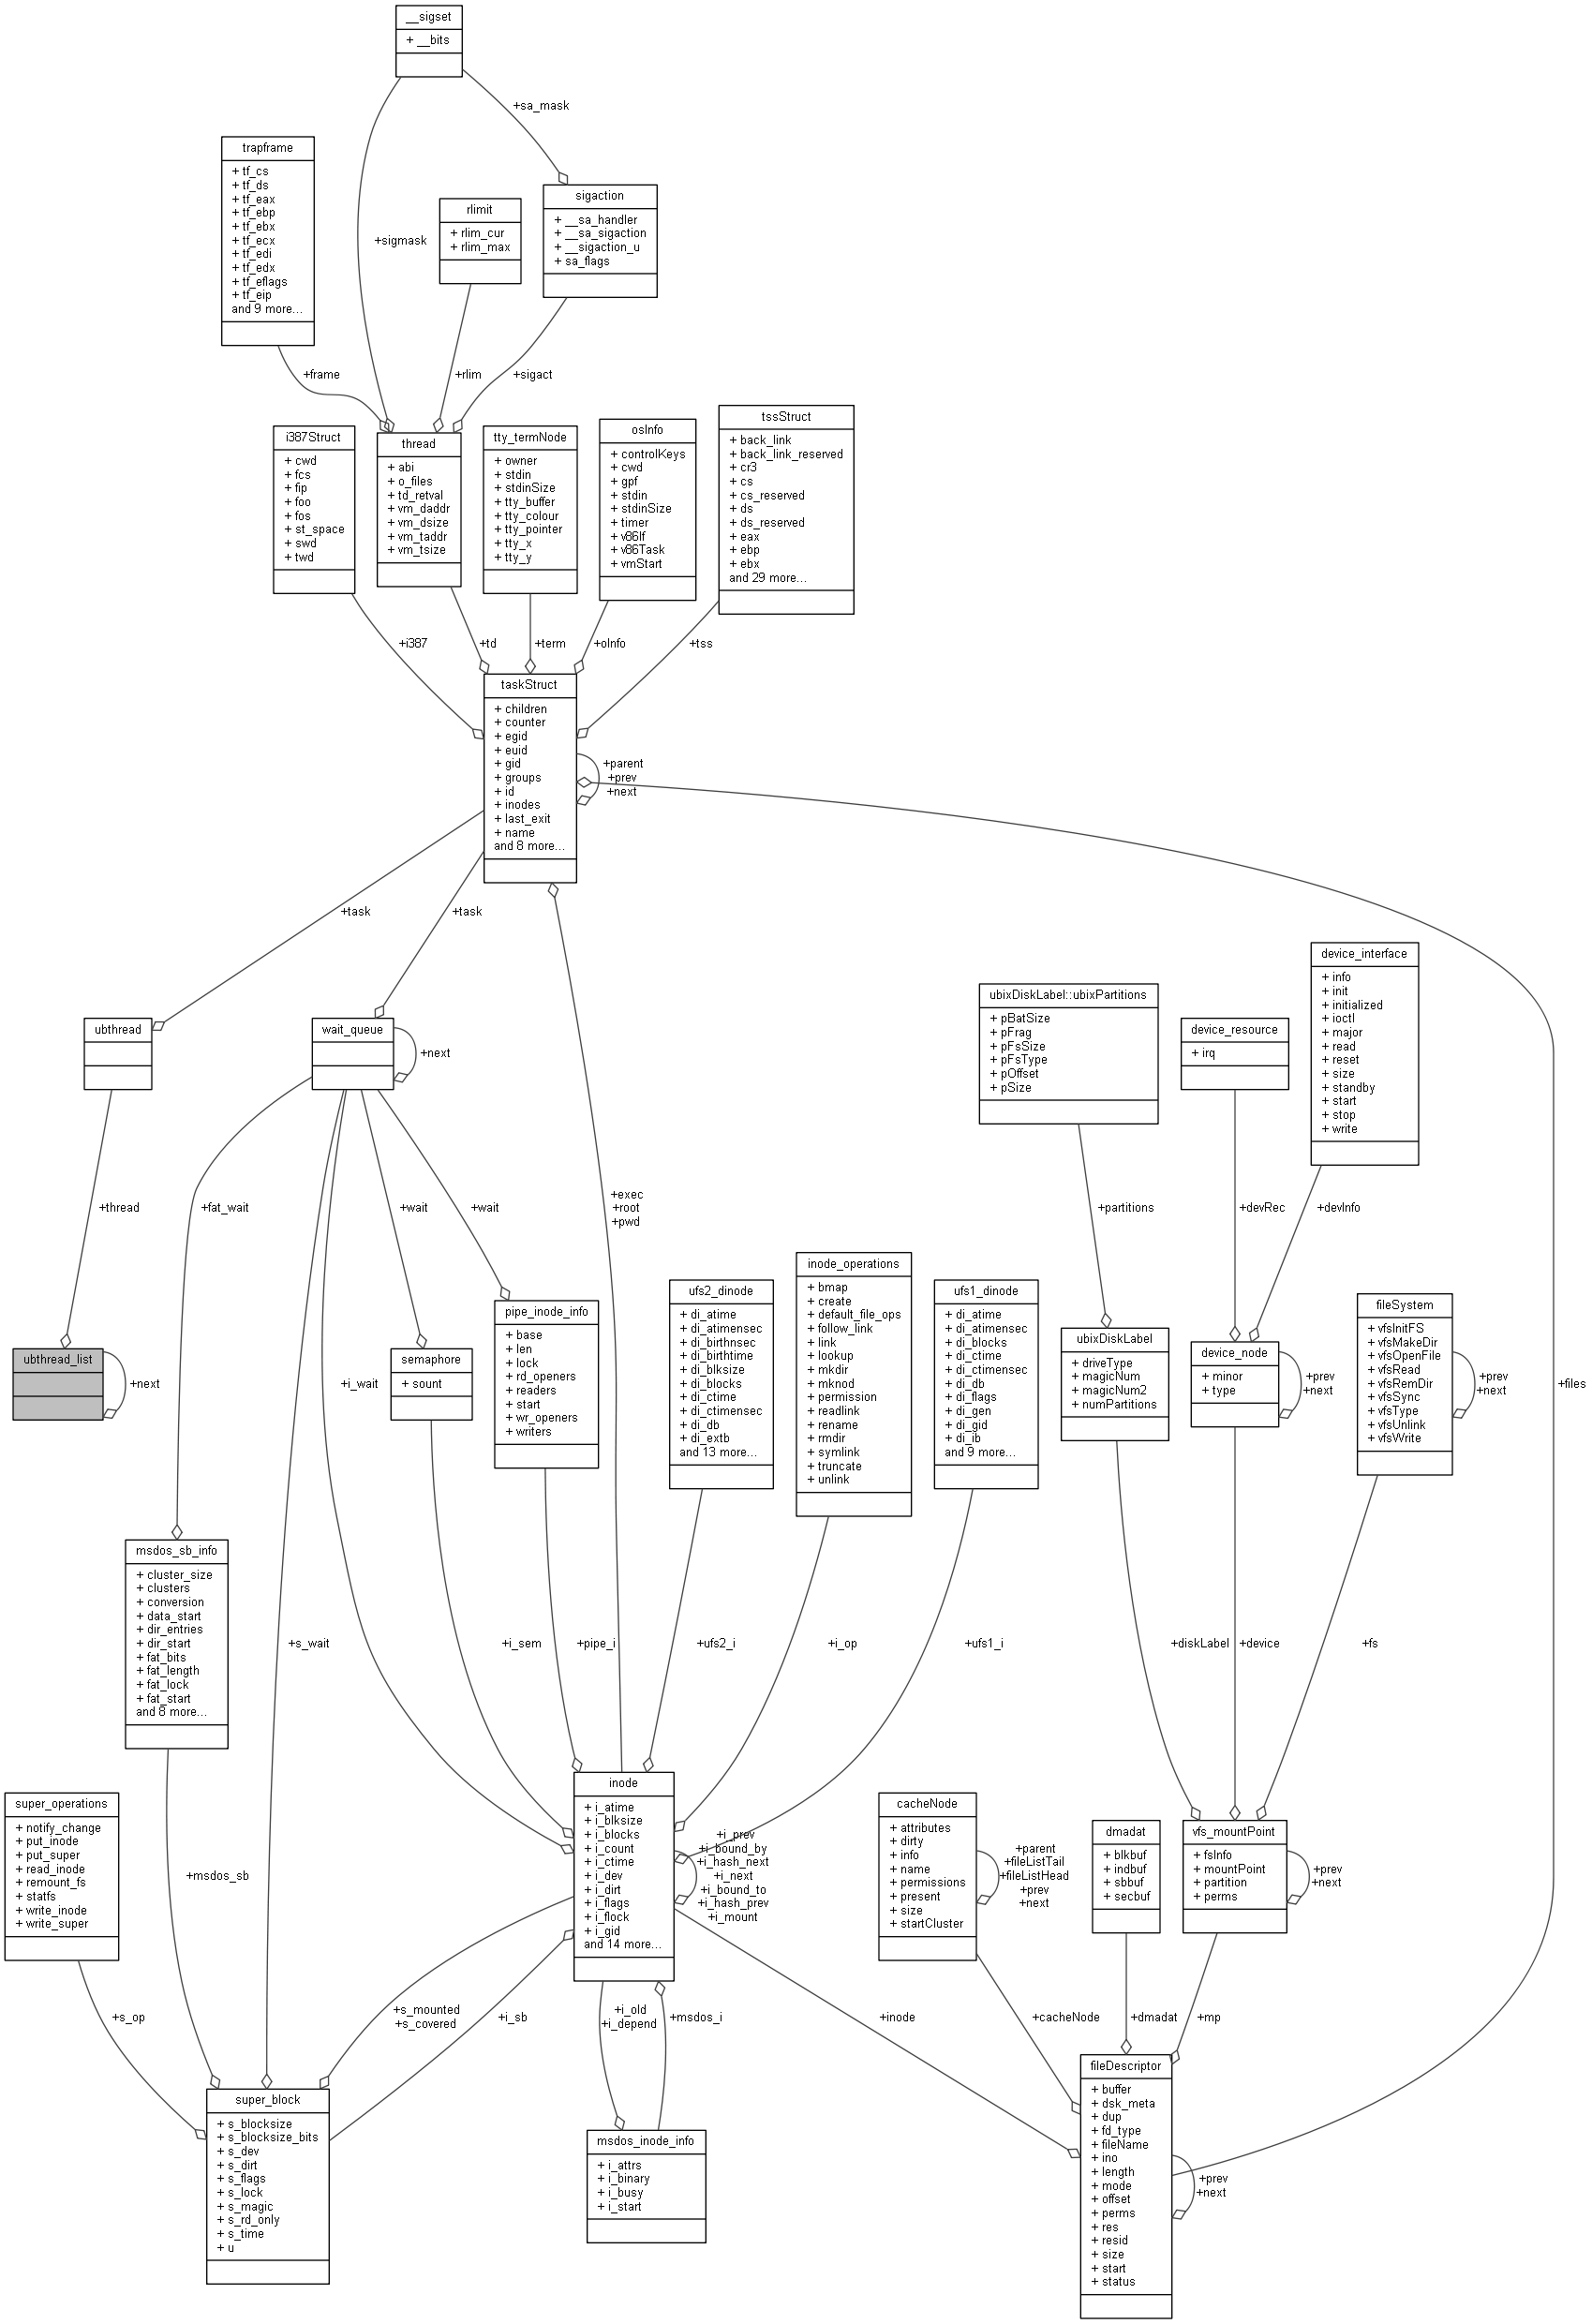 __sigset
+ __bits
+sa_mask
trapframe
+ tf_cs
+ tf_ds
+ tf_eax
+ tf_ebp
+ tf_ebx
+ tf_ecx
+ tf_edi
+ tf_edx
+ tf_eflags
+ tf_eip
and 9 more...
+sigmask
rlimit
+ rlim_cur
+ rlim_max
sigaction
+ __sa_handler
+ __sa_sigaction
+ __sigaction_u
+ sa_flags
+frame
+rlim
+sigact
i387Struct
+ cwd
+ fcs
+ fip
+ foo
+ fos
+ st_space
+ swd
+ twd
thread
+ abi
+ o_files
+ td_retval
+ vm_daddr
+ vm_dsize
+ vm_taddr
+ vm_tsize
tty_termNode
+ owner
+ stdin
+ stdinSize
+ tty_buffer
+ tty_colour
+ tty_pointer
+ tty_x
+ tty_y
osInfo
+ controlKeys
+ cwd
+ gpf
+ stdin
+ stdinSize
+ timer
+ v86If
+ v86Task
+ vmStart
tssStruct
+ back_link
+ back_link_reserved
+ cr3
+ cs
+ cs_reserved
+ ds
+ ds_reserved
+ eax
+ ebp
+ ebx
and 29 more...
+i387
+td
+term
+oInfo
+tss
taskStruct
+ children
+ counter
+ egid
+ euid
+ gid
+ groups
+ id
+ inodes
+ last_exit
+ name
and 8 more...
+parent
+prev
+next
+task
+task
ubthread
wait_queue
+next
ubixDiskLabel::ubixPartitions
+ pBatSize
+ pFrag
+ pFsSize
+ pFsType
+ pOffset
+ pSize
device_resource
+ irq
device_interface
+ info
+ init
+ initialized
+ ioctl
+ major
+ read
+ reset
+ size
+ standby
+ start
+ stop
+ write
+thread
+fat_wait
+wait
+wait
+exec
+root
+pwd
+partitions
+devRec
+devInfo
ubthread_list
+next
+i_wait
semaphore
+ sount
pipe_inode_info
+ base
+ len
+ lock
+ rd_openers
+ readers
+ start
+ wr_openers
+ writers
ufs2_dinode
+ di_atime
+ di_atimensec
+ di_birthnsec
+ di_birthtime
+ di_blksize
+ di_blocks
+ di_ctime
+ di_ctimensec
+ di_db
+ di_extb
and 13 more...
inode_operations
+ bmap
+ create
+ default_file_ops
+ follow_link
+ link
+ lookup
+ mkdir
+ mknod
+ permission
+ readlink
+ rename
+ rmdir
+ symlink
+ truncate
+ unlink
ufs1_dinode
+ di_atime
+ di_atimensec
+ di_blocks
+ di_ctime
+ di_ctimensec
+ di_db
+ di_flags
+ di_gen
+ di_gid
+ di_ib
and 9 more...
ubixDiskLabel
+ driveType
+ magicNum
+ magicNum2
+ numPartitions
device_node
+ minor
+ type
+prev
+next
fileSystem
+ vfsInitFS
+ vfsMakeDir
+ vfsOpenFile
+ vfsRead
+ vfsRemDir
+ vfsSync
+ vfsType
+ vfsUnlink
+ vfsWrite
+prev
+next
+files
msdos_sb_info
+ cluster_size
+ clusters
+ conversion
+ data_start
+ dir_entries
+ dir_start
+ fat_bits
+ fat_length
+ fat_lock
+ fat_start
and 8 more...
+s_wait
+i_sem
+pipe_i
+ufs2_i
+i_op
+ufs1_i
+diskLabel
+device
+fs
super_operations
+ notify_change
+ put_inode
+ put_super
+ read_inode
+ remount_fs
+ statfs
+ write_inode
+ write_super
+msdos_sb
inode
+ i_atime
+ i_blksize
+ i_blocks
+ i_count
+ i_ctime
+ i_dev
+ i_dirt
+ i_flags
+ i_flock
+ i_gid
and 14 more...
+i_prev
+i_bound_by
+i_hash_next
+i_next
+i_bound_to
+i_hash_prev
+i_mount
cacheNode
+ attributes
+ dirty
+ info
+ name
+ permissions
+ present
+ size
+ startCluster
+parent
+fileListTail
+fileListHead
+prev
+next
dmadat
+ blkbuf
+ indbuf
+ sbbuf
+ secbuf
vfs_mountPoint
+ fsInfo
+ mountPoint
+ partition
+ perms
+prev
+next
+s_op
+s_mounted
+s_covered
+i_sb
+i_old
+i_depend
+msdos_i
+inode
+cacheNode
+dmadat
+mp
super_block
+ s_blocksize
+ s_blocksize_bits
+ s_dev
+ s_dirt
+ s_flags
+ s_lock
+ s_magic
+ s_rd_only
+ s_time
+ u
msdos_inode_info
+ i_attrs
+ i_binary
+ i_busy
+ i_start
fileDescriptor
+ buffer
+ dsk_meta
+ dup
+ fd_type
+ fileName
+ ino
+ length
+ mode
+ offset
+ perms
+ res
+ resid
+ size
+ start
+ status
+prev
+next